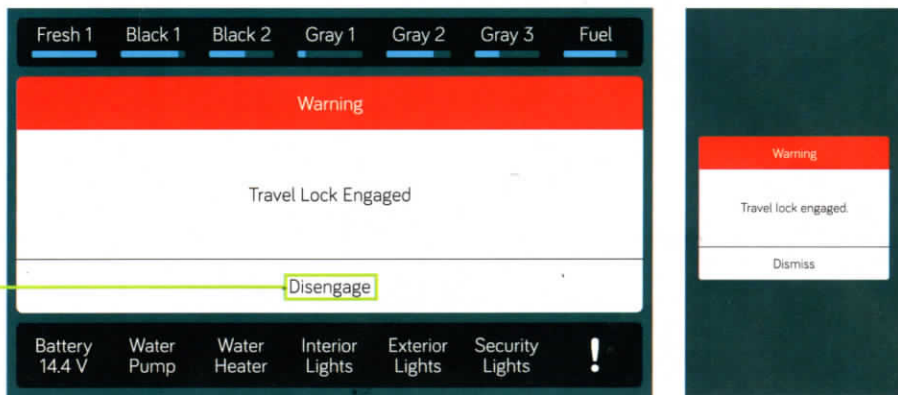 Fresh 1 Black 1 Black 2 Gray 1 Gray 2 Gray 3 Fuel
Warning
Travel Lock Engaged
Disengage
Battery 14.4 V
Water Pump
Water Heater
Interior Lights
Exterior Lights
Security Lights
!
Warning
Travel lock engaged.
Dismiss